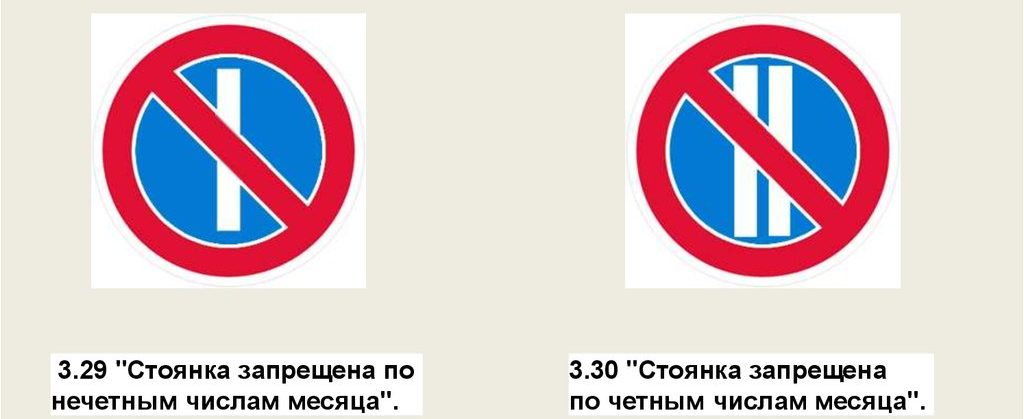 3.29 "Стоянка запрещена по
нечетным числам месяца".
3.30 "Стоянка запрещена
по четным числам месяца".